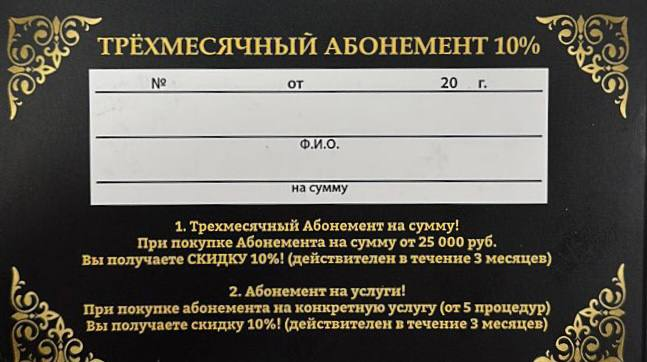 ТРЁХМЕСЯЧНЫЙ АБОНЕМЕНТ 10%
№ от 20 г.
Ф.И.О.
на сумму
1. Трехмесячный Абонемент на сумму!
При покупке Абонемента на сумму от 25 000 руб.
Вы получаете СКИДКУ 10%! (действителен в течение 3 месяцев)
2. Абонемент на услуги!
При покупке абонемента на конкретную услугу (от 5 процедур)
Вы получаете скидку 10%! (действителен в течение 3 месяцев)